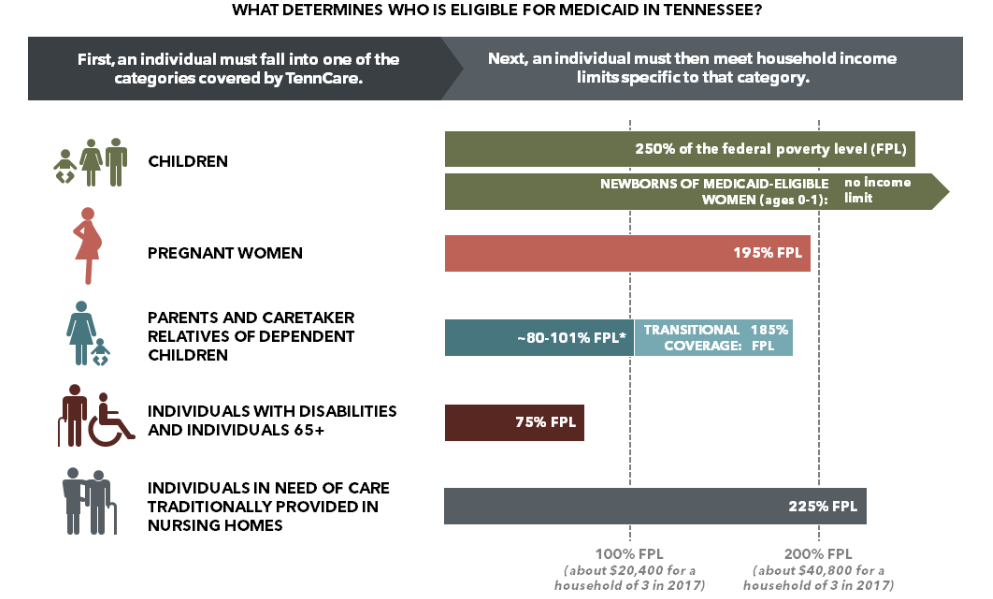 WHAT DETERMINES WHO IS ELIGIBLE FOR MEDICAID IN TENNESSEE?
First, an individual must fall into one of the
categories covered by TennCare.
Next, an individual must then meet household income
limits specific to that category.
CHILDREN
250% of the federal poverty level (FPL)
NEWBORNS OF MEDICAID-ELIGIBLE
WOMEN (ages 0-1):
no income
limit
PREGNANT WOMEN
195% FPL
PARENTS AND CARETAKER
RELATIVES OF DEPENDENT
CHILDREN
~80-101% FPL*
TRANSITIONAL
COVERAGE:
185%
FPL
INDIVIDUALS WITH DISABILITIES
AND INDIVIDUALS 65+
75% FPL
INDIVIDUALS IN NEED OF CARE
TRADITIONALLY PROVIDED IN
NURSING HOMES
225% FPL
100% FPL
(about $20,400 for a
household of 3 in 2017)
200% FPL
(about $40,800 for a
household of 3 in 2017)